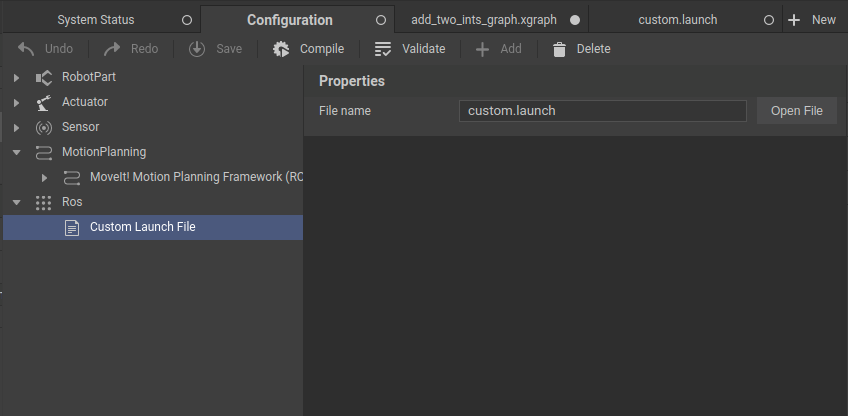 System Status
Configuration
add_two_ints_graph.xgraph
custom.launch
New
Undo
Redo
Save
Compile
Validate
Add
Delete
RobotPart
Actuator
Sensor
MotionPlanning
MoveIt! Motion Planning Framework (RO
Ros
Custom Launch File
Properties
File name
custom.launch
Open File